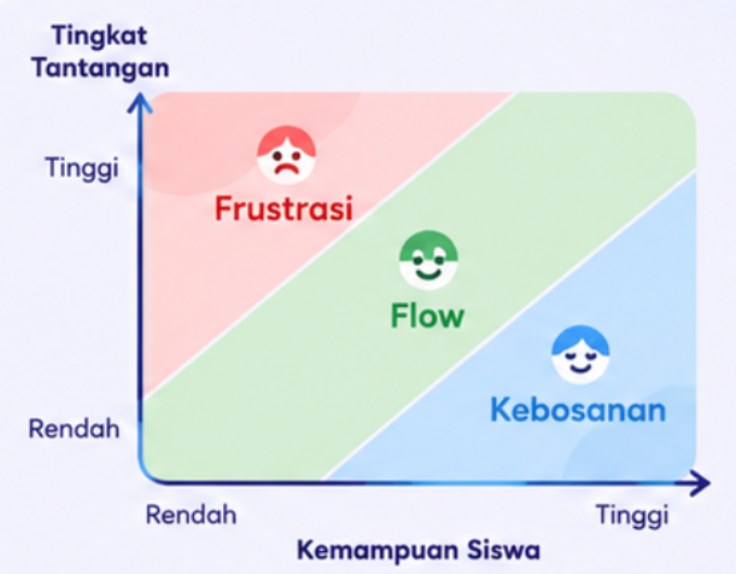 Tingkat
Tantangan
Tinggi
Frustrasi
Flow
Kebosanan
Rendah
Rendah
Tinggi
Kemampuan Siswa